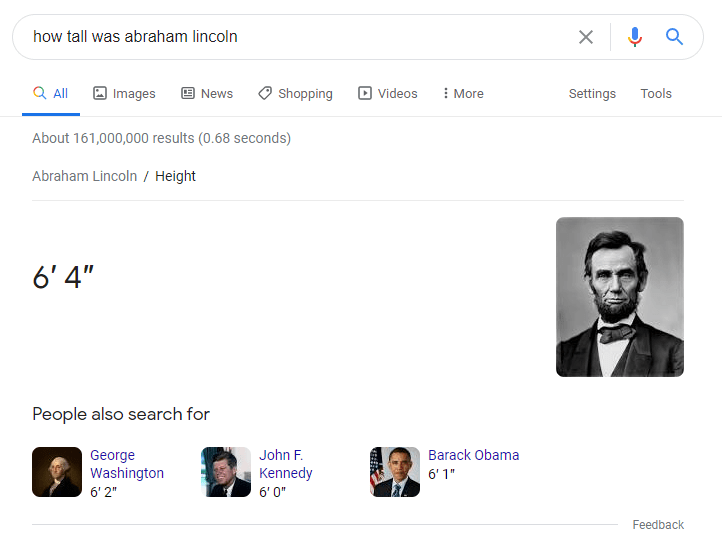 how tall was abraham lincoln
All Images News Shopping Videos More Settings Tools
About 161,000,000 results (0.68 seconds)
Abraham Lincoln / Height
6′ 4″
People also search for
George
Washington
6′ 2″
John F.
Kennedy
6′ 0″
Barack Obama
6′ 1″
Feedback